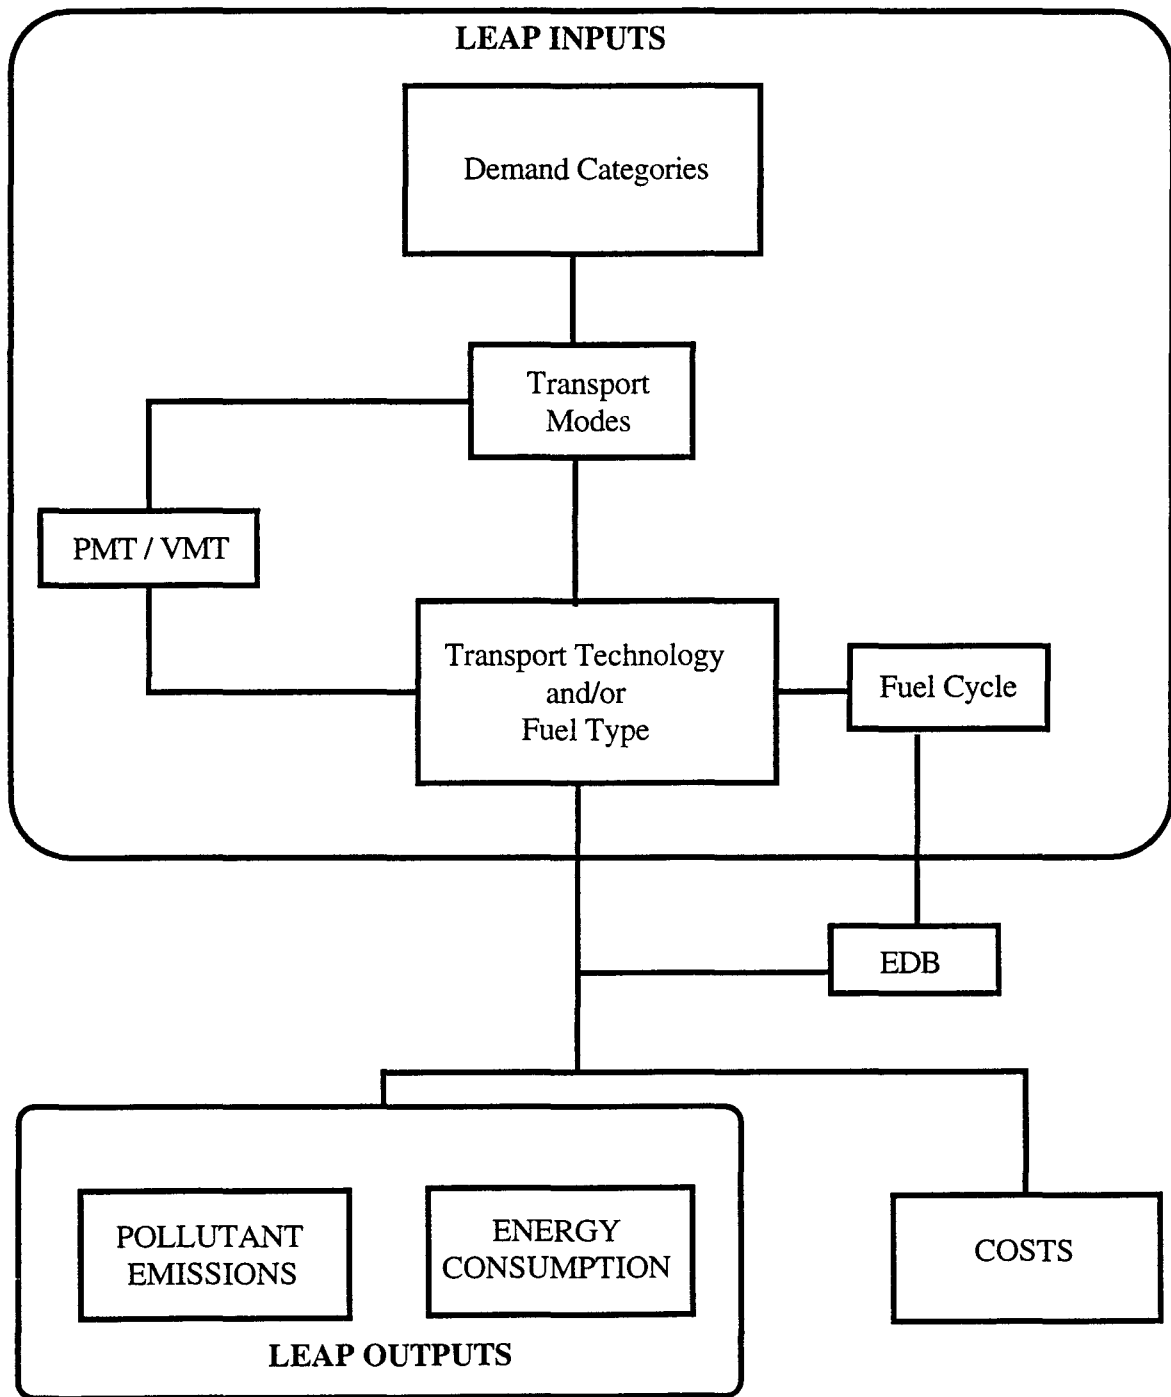 LEAP INPUTS
Demand Categories
Transport
Modes
PMT / VMT
Transport Technology
and/or
Fuel Type
Fuel Cycle
EDB
POLLUTANT
EMISSIONS
ENERGY
CONSUMPTION
COSTS
LEAP OUTPUTS